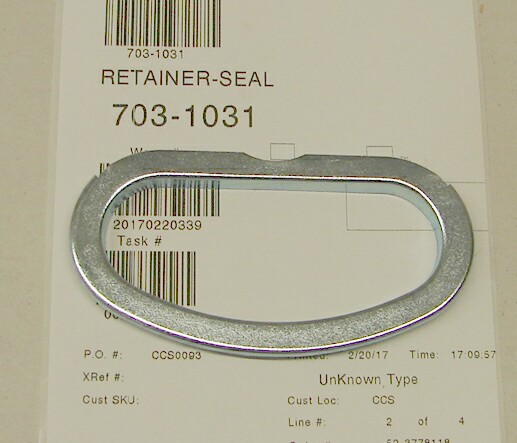 703-1031
RETAINER-SEAL
703-1031
20170220339
Task #
P.O. #: CCS0093 Printed: 2/20/17 Time: 17:09:57
XRef #: UnKnown Type
Cust SKU: Cust Loc: CCS
Line #: 2 of 4